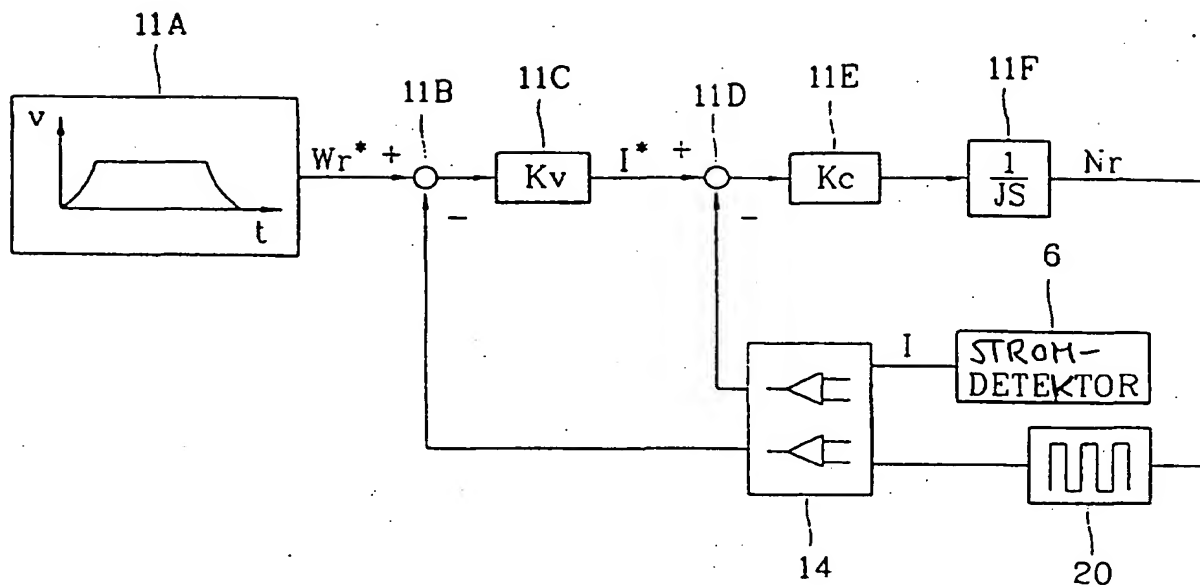 11A
11B
11C
11D
11E
11F
v
t
Wr* +
-
Kv
I* +
-
Kc
1
JS
Nr
6
I
STROM-
DETEKTOR
14
20